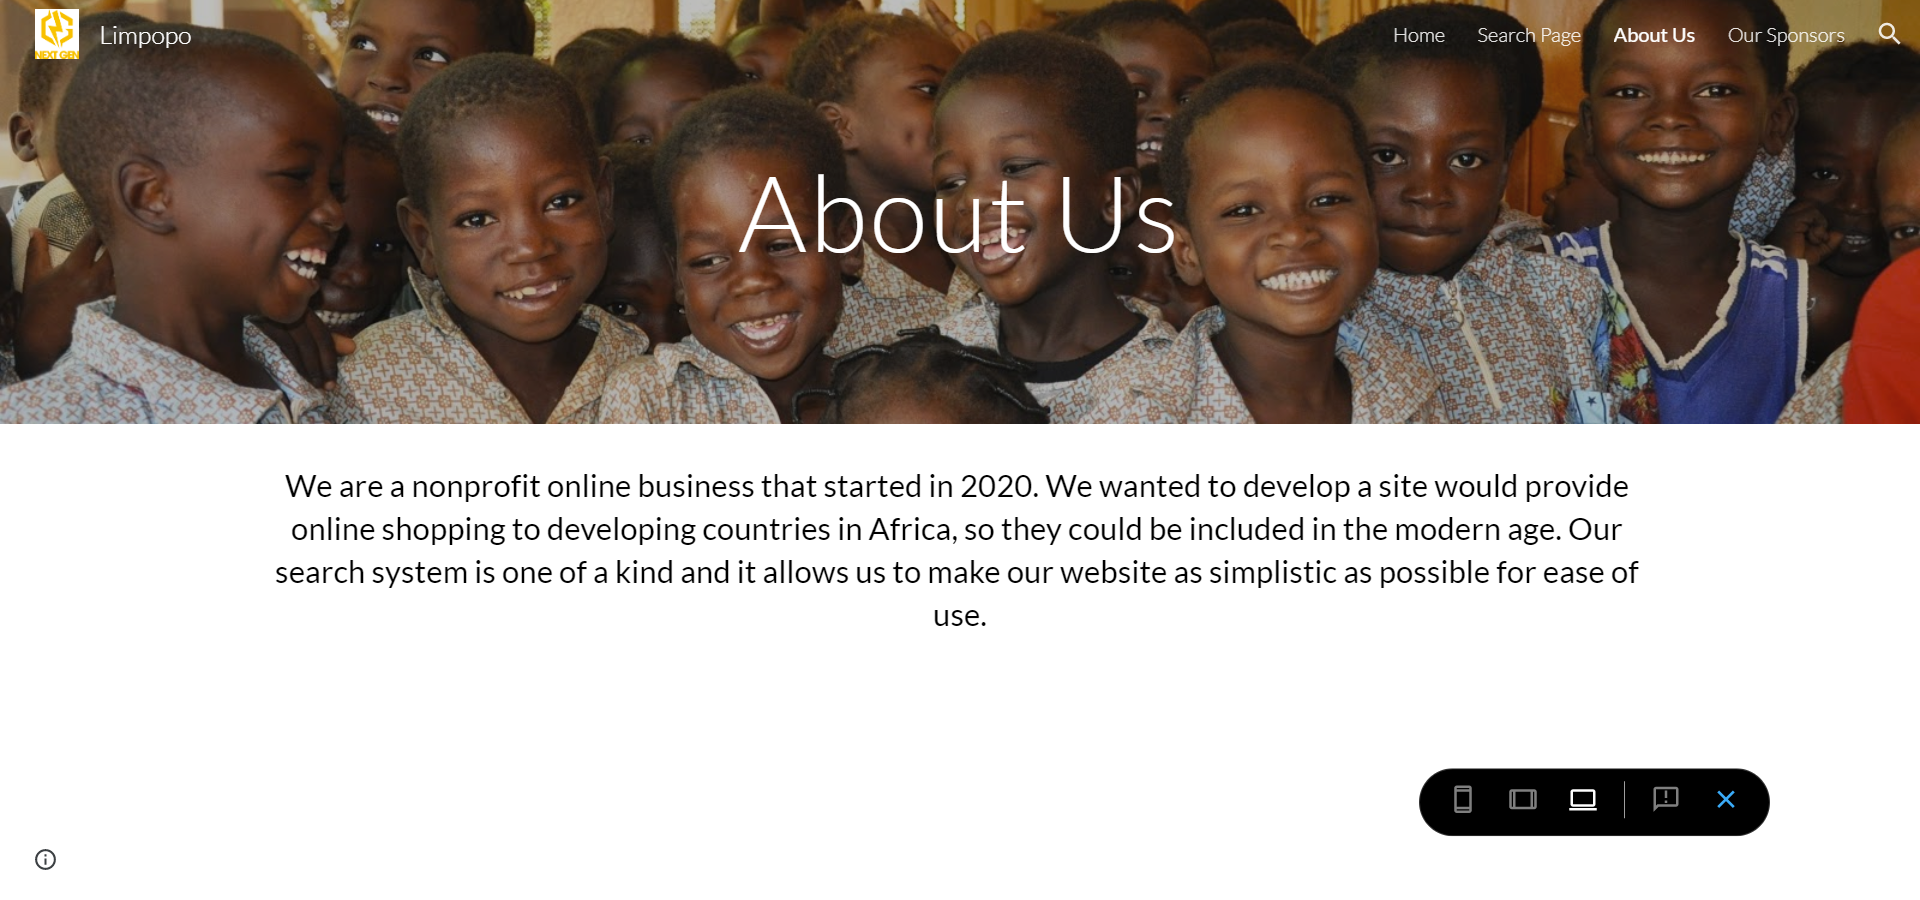 NEXT GEN
Limpopo
Home
Search Page
About Us
Our Sponsors
About Us
We are a nonprofit online business that started in 2020. We wanted to develop a site would provide
online shopping to developing countries in Africa, so they could be included in the modern age. Our
search system is one of a kind and it allows us to make our website as simplistic as possible for ease of
use.